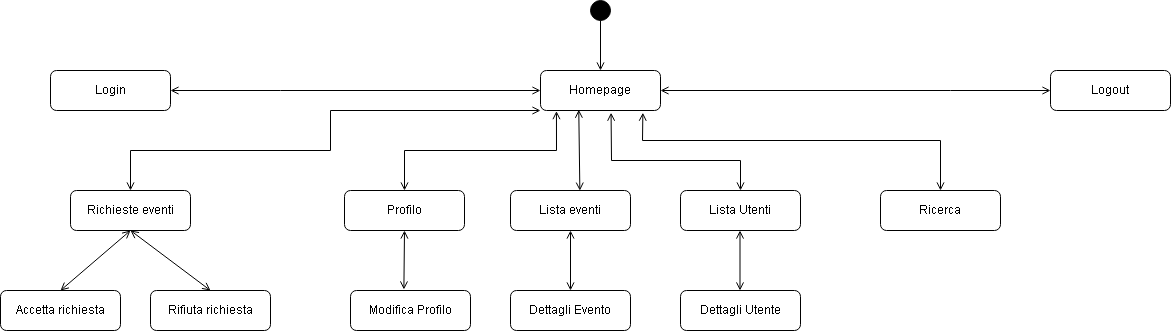 Login
Homepage
Logout
Richieste eventi
Profilo
Lista eventi
Lista Utenti
Ricerca
Accetta richiesta
Rifiuta richiesta
Modifica Profilo
Dettagli Evento
Dettagli Utente